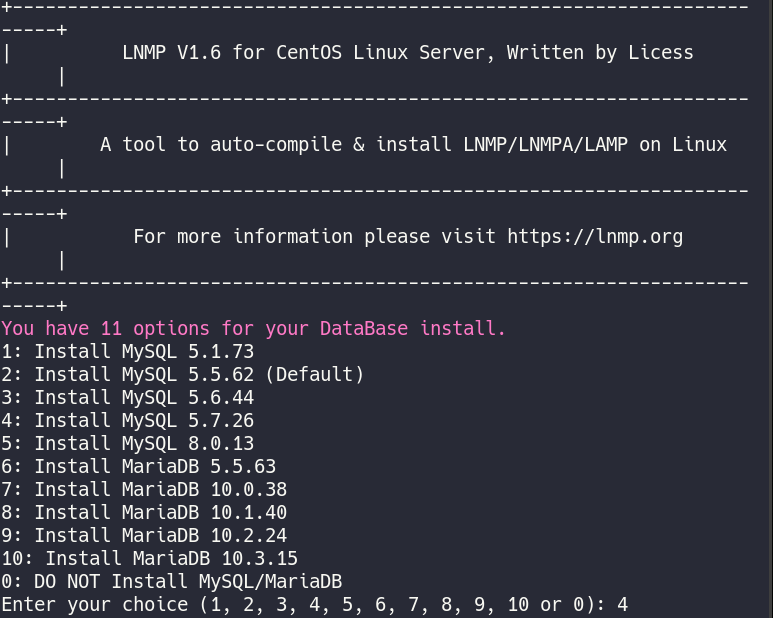 +-------------------------------------------------------------------
-----+
|          LNMP V1.6 for CentOS Linux Server, Written by Licess
     |
+-------------------------------------------------------------------
-----+
|        A tool to auto-compile & install LNMP/LNMPA/LAMP on Linux
     |
+-------------------------------------------------------------------
-----+
|           For more information please visit https://lnmp.org
     |
+-------------------------------------------------------------------
-----+
You have 11 options for your DataBase install.
1: Install MySQL 5.1.73
2: Install MySQL 5.5.62 (Default)
3: Install MySQL 5.6.44
4: Install MySQL 5.7.26
5: Install MySQL 8.0.13
6: Install MariaDB 5.5.63
7: Install MariaDB 10.0.38
8: Install MariaDB 10.1.40
9: Install MariaDB 10.2.24
10: Install MariaDB 10.3.15
0: DO NOT Install MySQL/MariaDB
Enter your choice (1, 2, 3, 4, 5, 6, 7, 8, 9, 10 or 0): 4